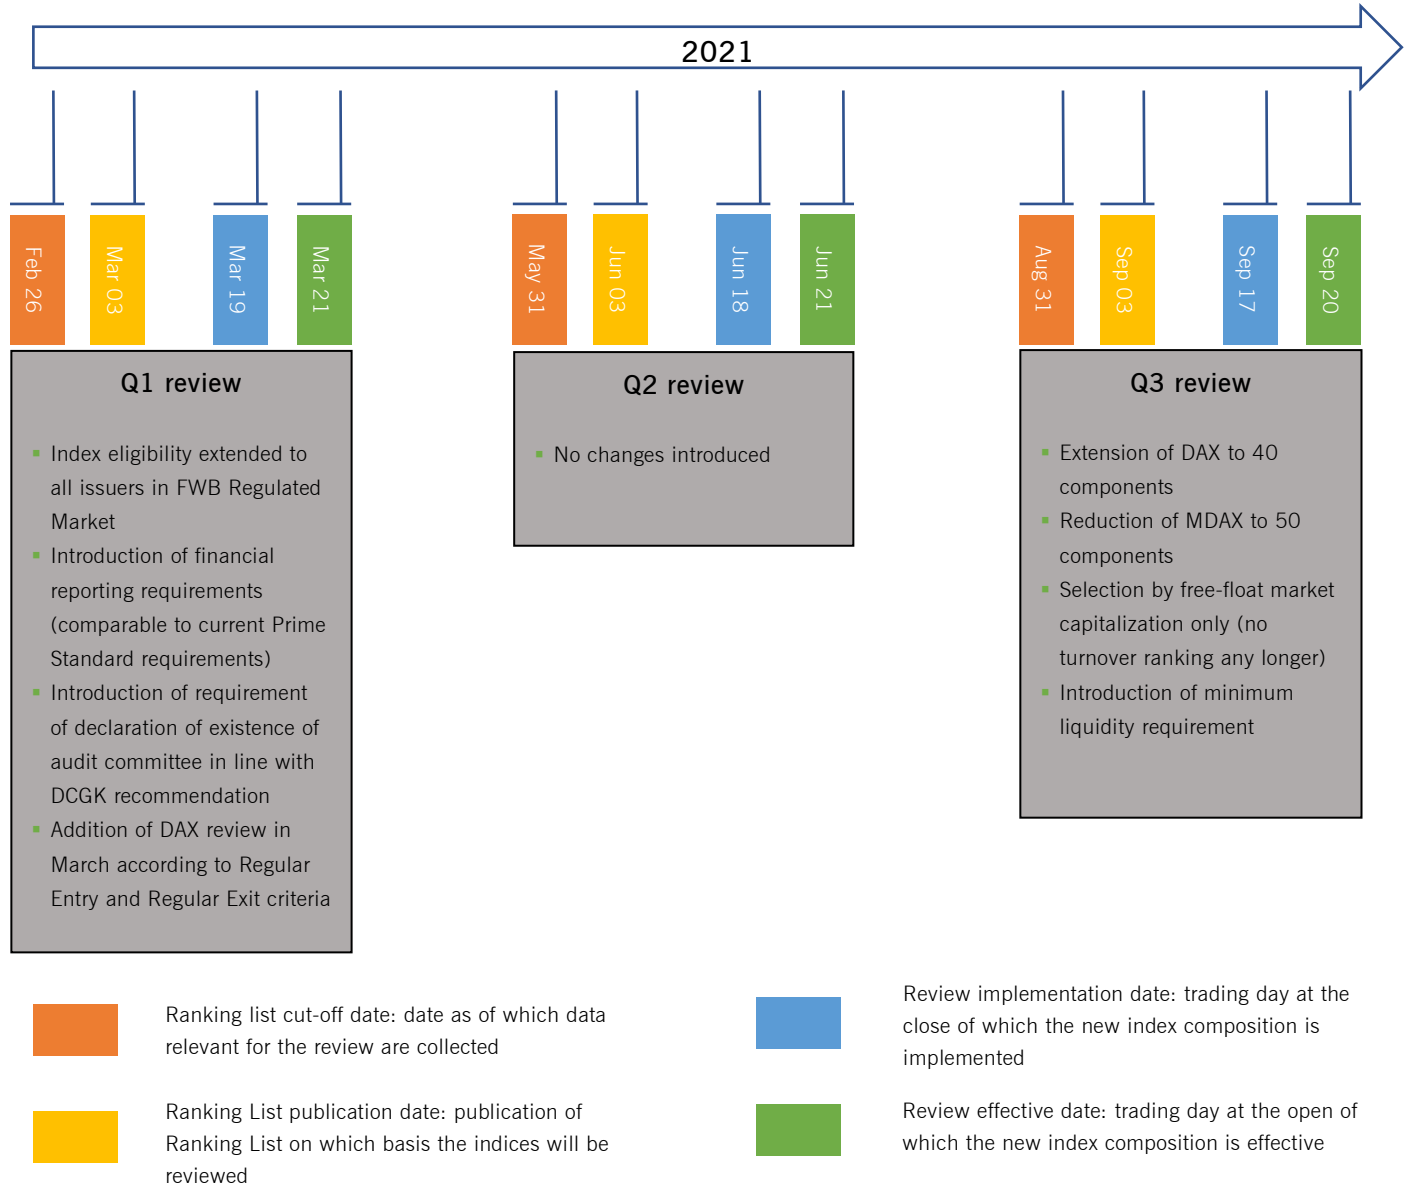 2021
Feb 26
Mar 03
Mar 19
Mar 21
May 31
Jun 03
Jun 18
Jun 21
Aug 31
Sep 03
Sep 17
Sep 20
Q1 review
▪ Index eligibility extended to
all issuers in FWB Regulated
Market
▪ Introduction of financial
reporting requirements
(comparable to current Prime
Standard requirements)
▪ Introduction of requirement
of declaration of existence of
audit committee in line with
DCGK recommendation
▪ Addition of DAX review in
March according to Regular
Entry and Regular Exit criteria
Q2 review
▪ No changes introduced
Q3 review
▪ Extension of DAX to 40
components
▪ Reduction of MDAX to 50
components
▪ Selection by free-float market
capitalization only (no
turnover ranking any longer)
▪ Introduction of minimum
liquidity requirement
Ranking list cut-off date: date as of which data
relevant for the review are collected
Ranking List publication date: publication of
Ranking List on which basis the indices will be
reviewed
Review implementation date: trading day at the
close of which the new index composition is
implemented
Review effective date: trading day at the open of
which the new index composition is effective